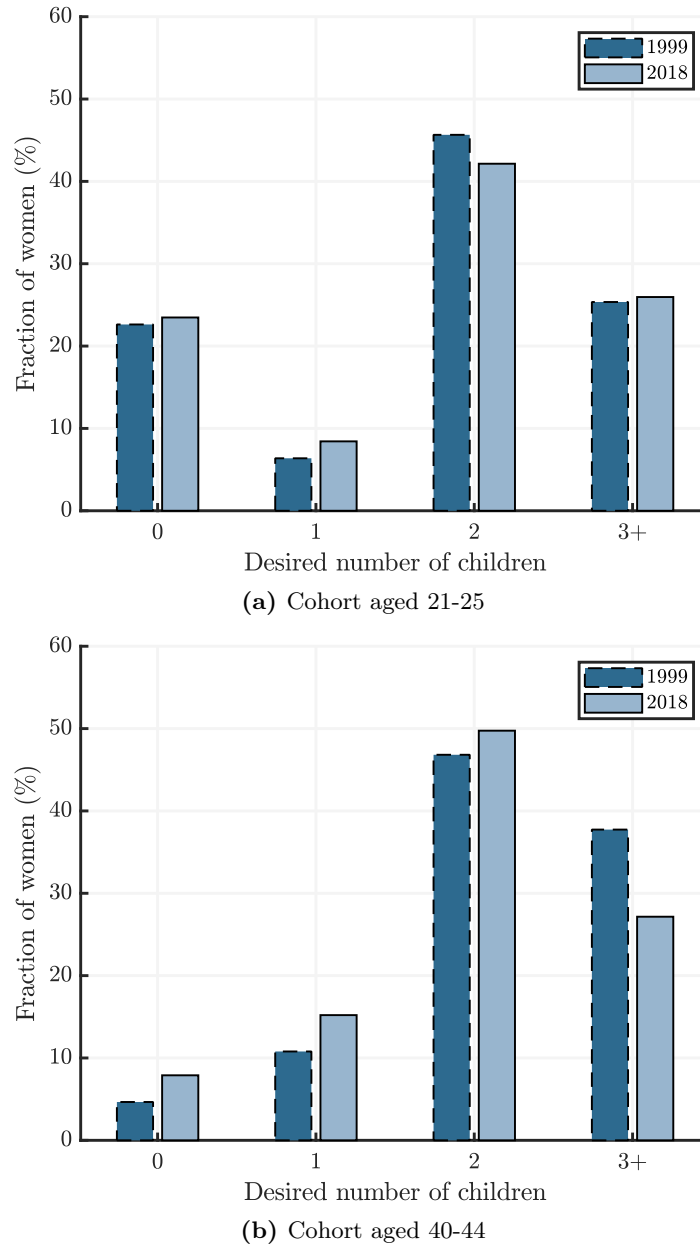 60
50
40
30
20
10
0
Fraction of women (%)
1999
2018
0 1 2 3+
Desired number of children
(a) Cohort aged 21-25
60
50
40
30
20
10
0
Fraction of women (%)
1999
2018
0 1 2 3+
Desired number of children
(b) Cohort aged 40-44